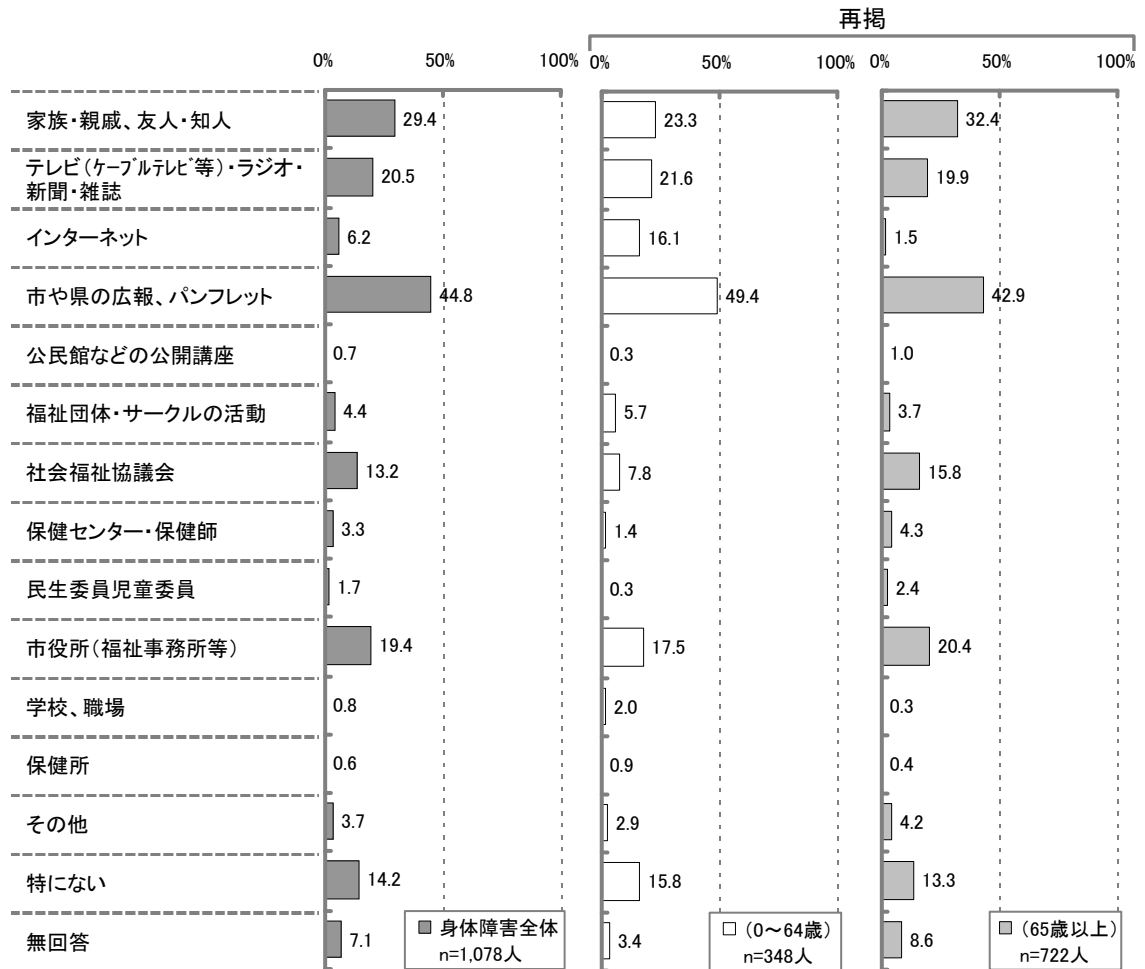 再掲
0% 50% 100% 0% 50% 100% 0% 50% 100%
家族・親戚、友人・知人 29.4 23.3 32.4
テレビ(ケーブルテレビ等)・ラジオ・
新聞・雑誌 20.5 21.6 19.9
インターネット 6.2 16.1 1.5
市や県の広報、パンフレット 44.8 49.4 42.9
公民館などの公開講座 0.7 0.3 1.0
福祉団体・サークルの活動 4.4 5.7 3.7
社会福祉協議会 13.2 7.8 15.8
保健センター・保健師 3.3 1.4 4.3
民生委員児童委員 1.7 0.3 2.4
市役所(福祉事務所等) 19.4 17.5 20.4
学校、職場 0.8 2.0 0.3
保健所 0.6 0.9 0.4
その他 3.7 2.9 4.2
特にない 14.2 15.8 13.3
無回答 7.1 3.4 8.6
身体障害全体 (0~64歳) (65歳以上)
n=1,078人 n=348人 n=722人